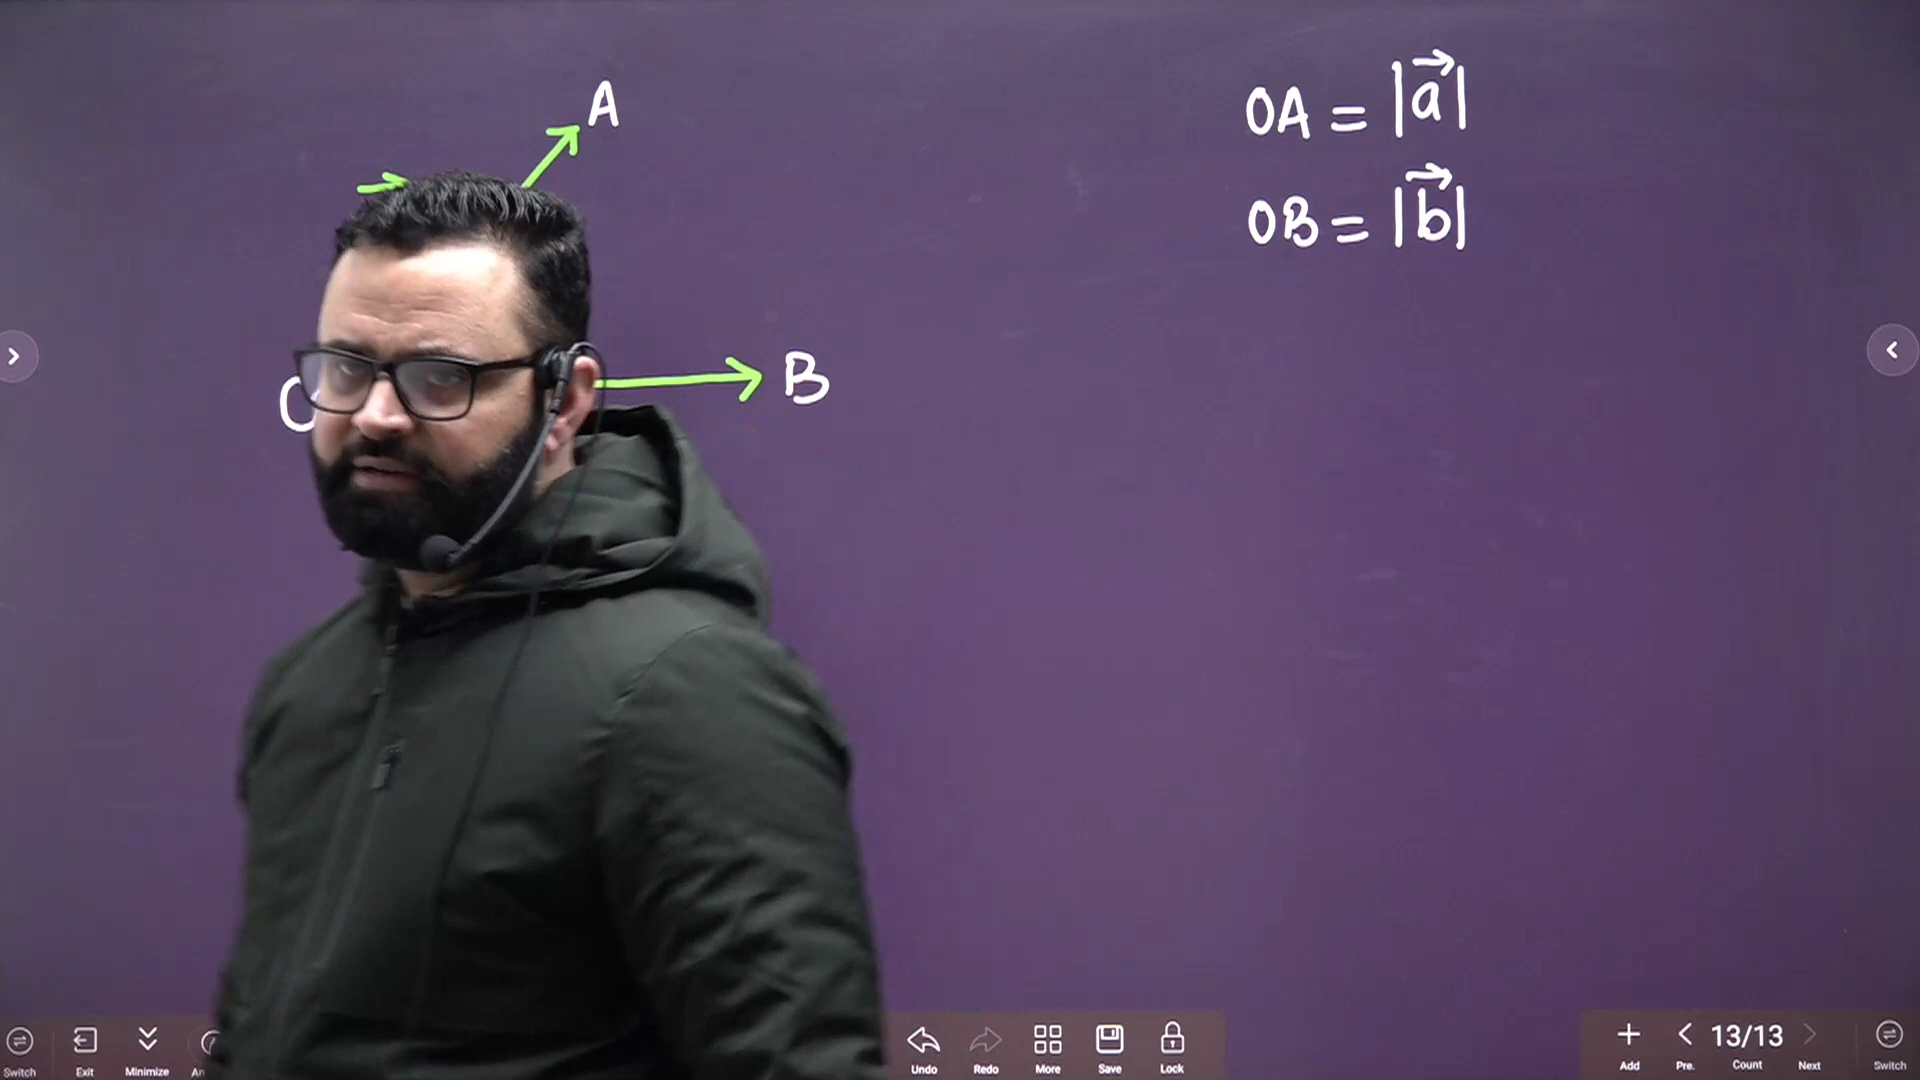 A
OA = |a⃗|
OB = |b⃗|
B
Switch
Exit
Minimize
Undo
Redo
More
Save
Lock
Add
Pre.
13/13
Count
Next
Switch